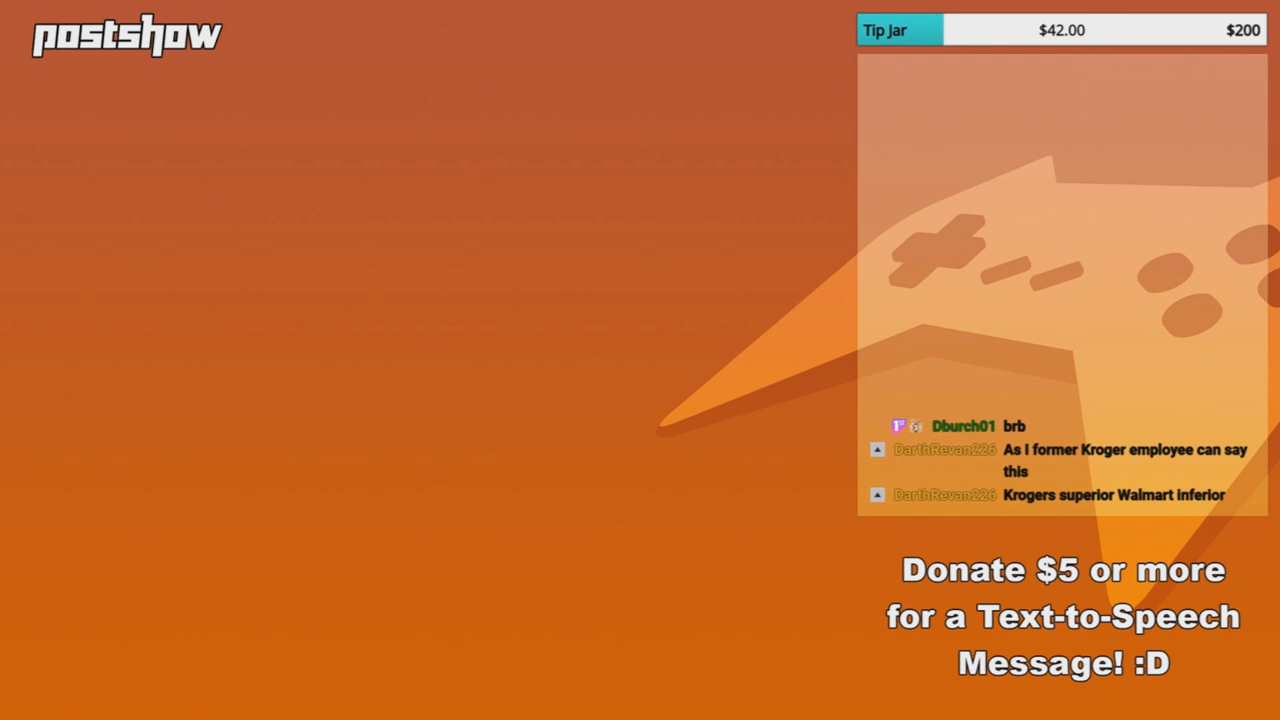 postshow
Tip Jar $42.00 $200
Dburch01 brb
DarthRevan226 As I former Kroger employee can say
this
DarthRevan226 Krogers superior Walmart inferior
Donate $5 or more
for a Text-to-Speech
Message! :D